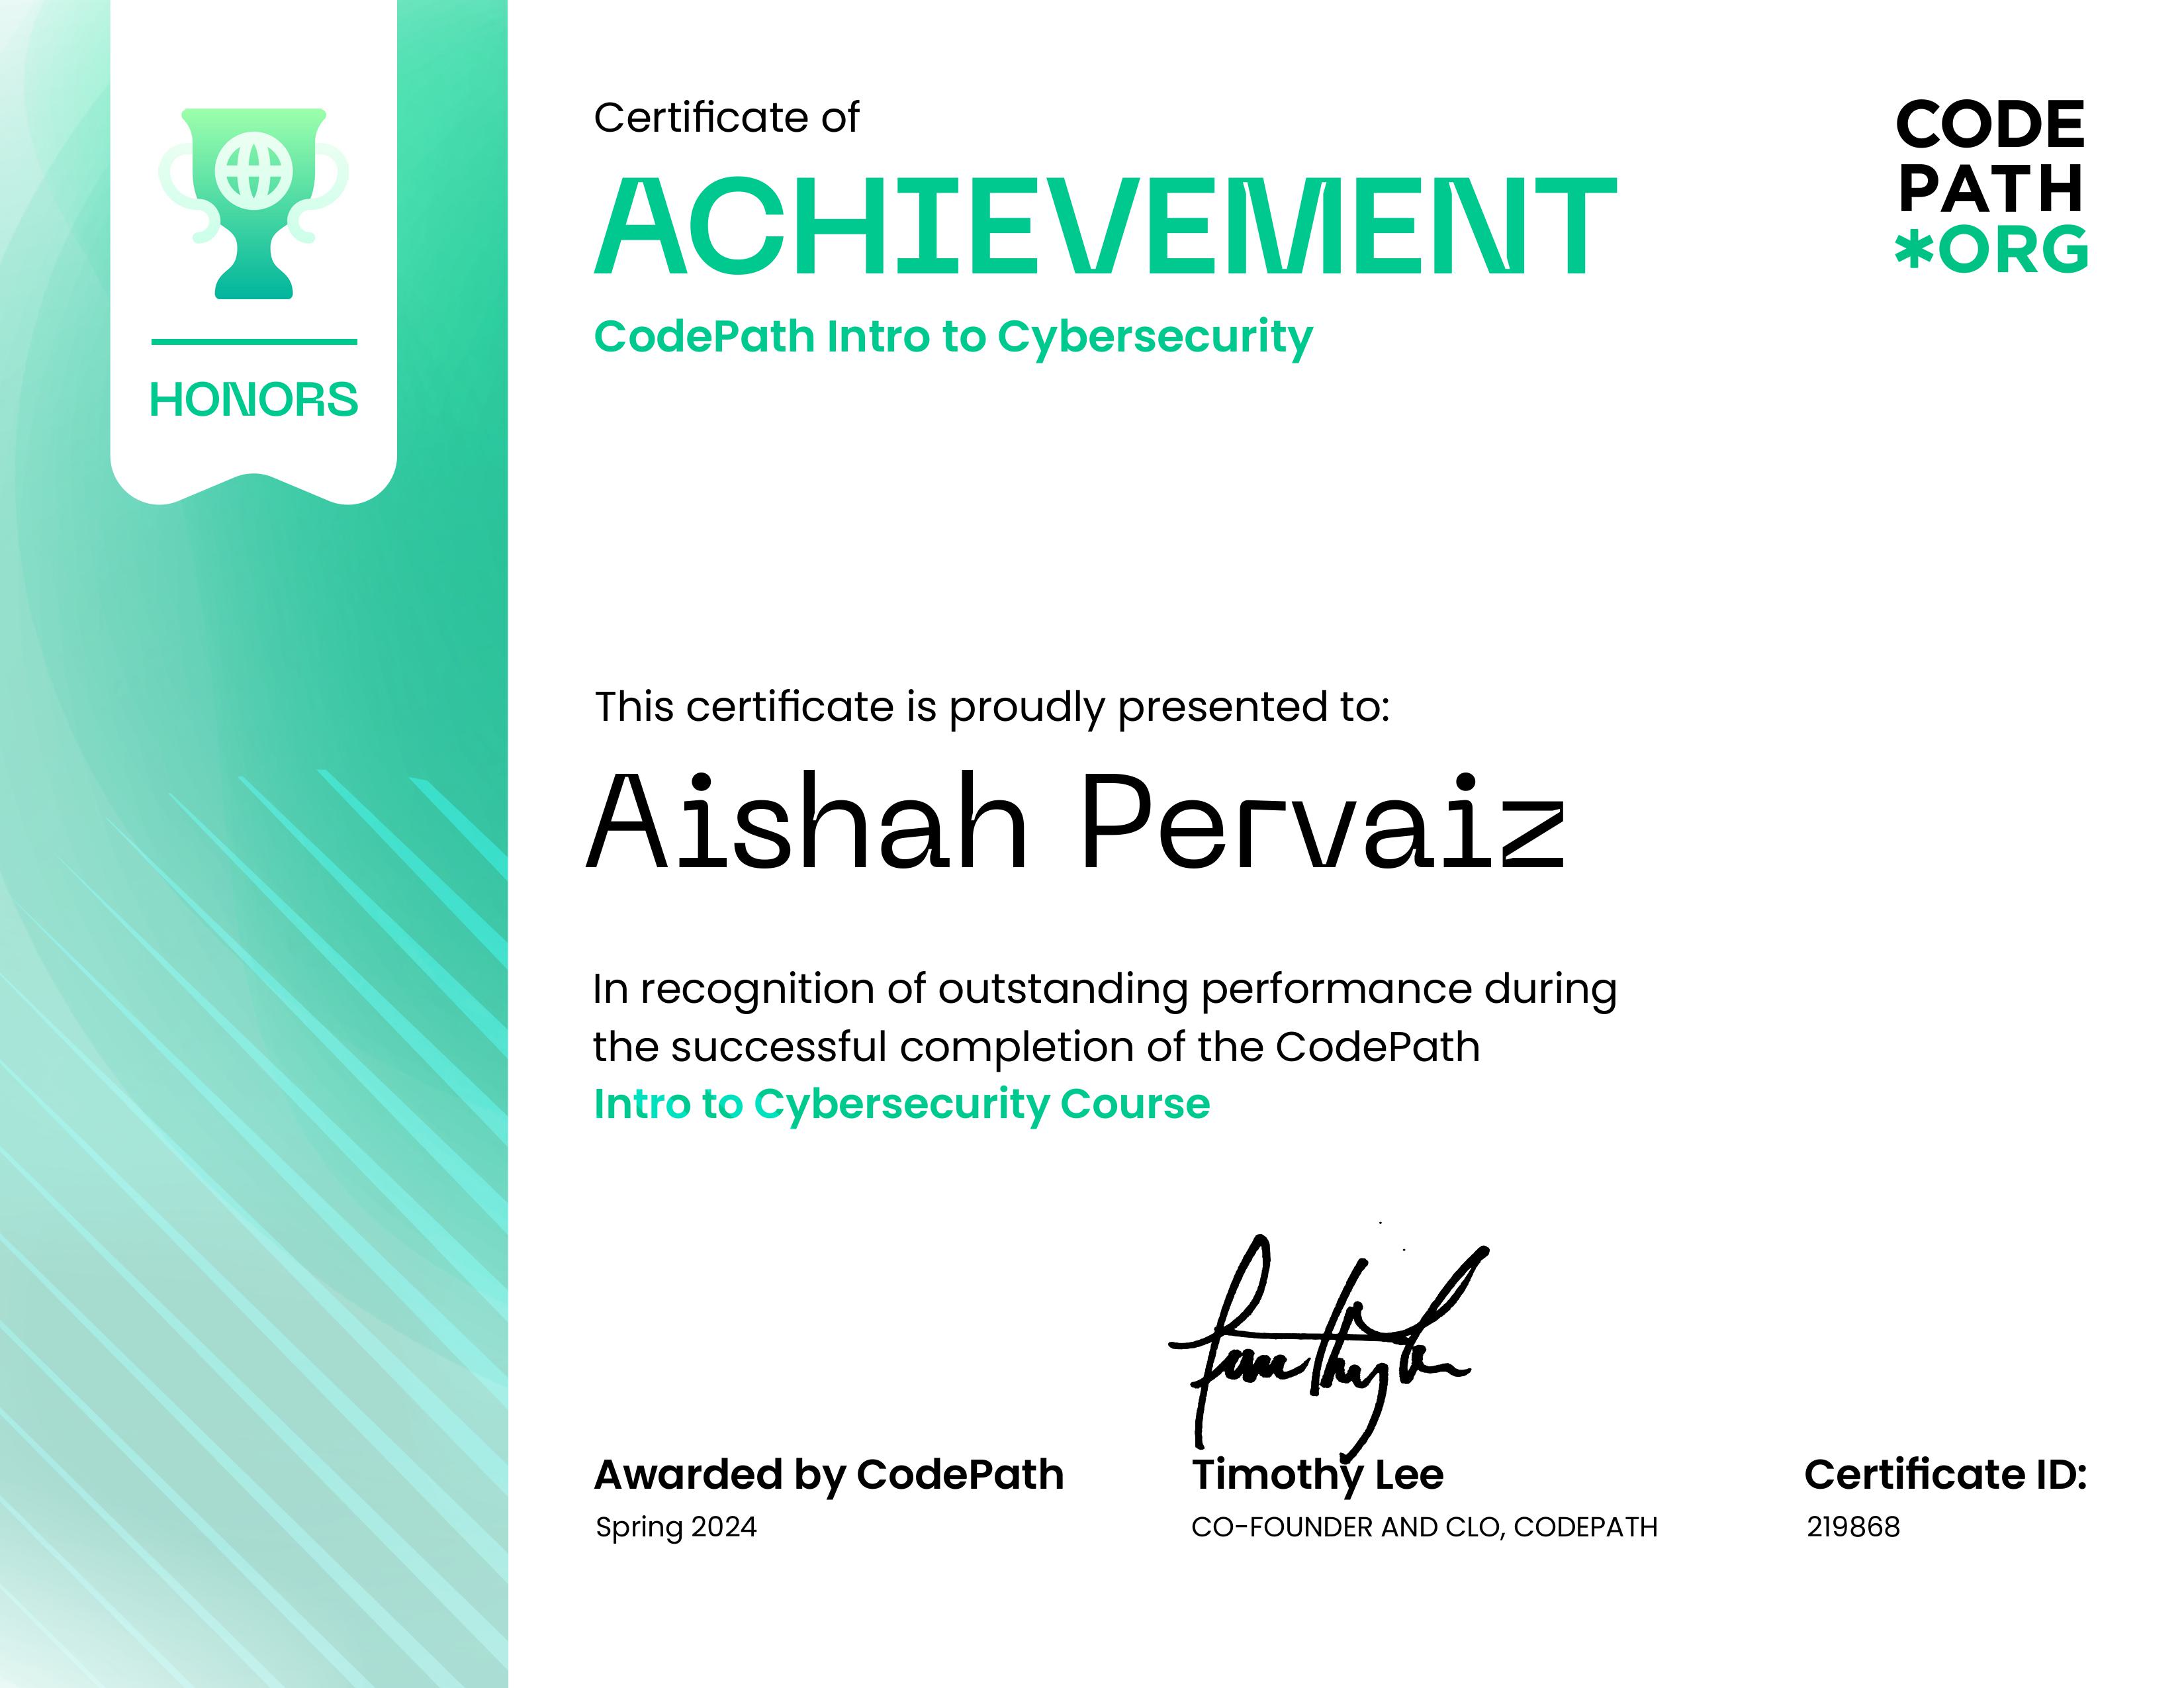 HONORS
Certificate of
ACHIEVEMENT
CodePath Intro to Cybersecurity
CODE
PATH
*ORG
This certificate is proudly presented to:
Aishah Pervaiz
In recognition of outstanding performance during
the successful completion of the CodePath
Intro to Cybersecurity Course
Awarded by CodePath
Spring 2024
Timothy Lee
CO-FOUNDER AND CLO, CODEPATH
Certificate ID:
219868